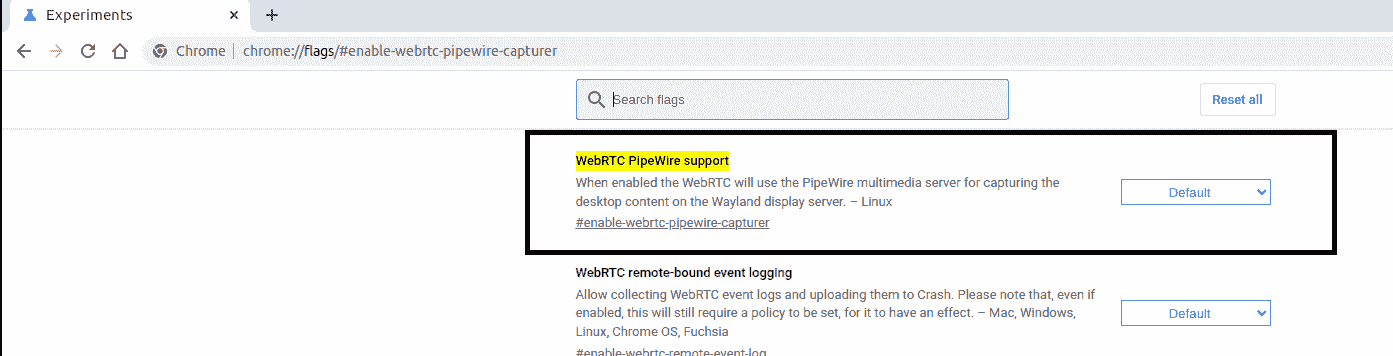 Experiments
Chrome chrome://flags/#enable-webrtc-pipewire-capturer
Search flags
Reset all
WebRTC PipeWire support
When enabled the WebRTC will use the PipeWire multimedia server for capturing the
desktop content on the Wayland display server. – Linux
#enable-webrtc-pipewire-capturer
Default
WebRTC remote-bound event logging
Allow collecting WebRTC event logs and uploading them to Crash. Please note that, even if
enabled, this will still require a policy to be set, for it to have an effect. – Mac, Windows,
Linux, Chrome OS, Fuchsia
#enable-webrtc-remote-event-log
Default